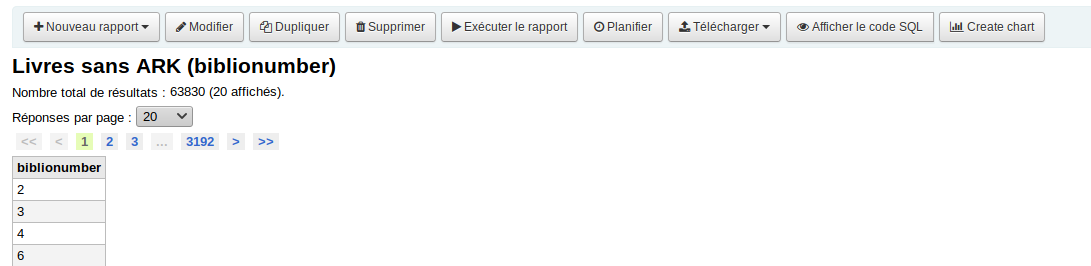 Nouveau rapport Modifier Dupliquer Supprimer Exécuter le rapport Planifier Télécharger Afficher le code SQL Create chart
Livres sans ARK (biblionumber)
Nombre total de résultats : 63830 (20 affichés).
Réponses par page : 20
<< < 1 2 3 ... 3192 > >>
biblionumber
2
3
4
6